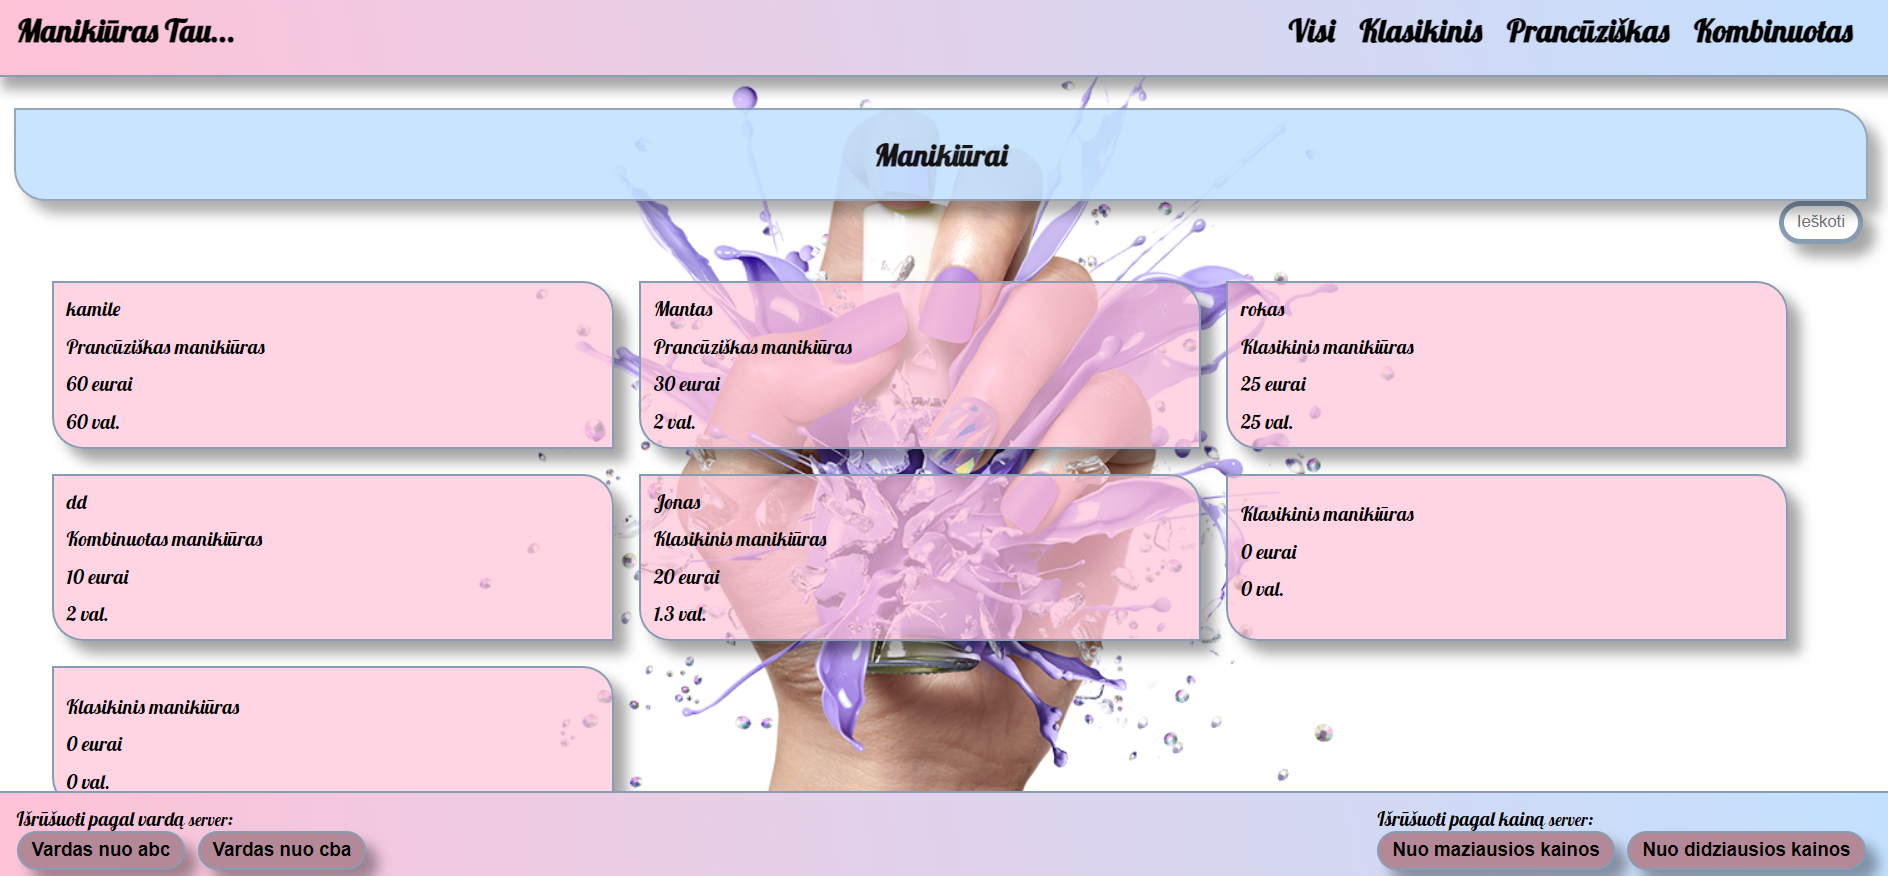 Manikiūras Tau...
Visi Klasikinis Prancūziškas Kombinuotas
Manikiūrai
Ieškoti
kamile
Prancūziškas manikiūras
60 eurai
60 val.
Mantas
Prancūziškas manikiūras
30 eurai
2 val.
rokas
Klasikinis manikiūras
25 eurai
25 val.
dd
Kombinuotas manikiūras
10 eurai
2 val.
Jonas
Klasikinis manikiūras
20 eurai
1.3 val.
Klasikinis manikiūras
0 eurai
0 val.
Klasikinis manikiūras
0 eurai
0 val.
Išrūšuoti pagal vardą server:
Vardas nuo abc Vardas nuo cba
Išrūšuoti pagal kainą server:
Nuo maziausios kainos Nuo didziausios kainos